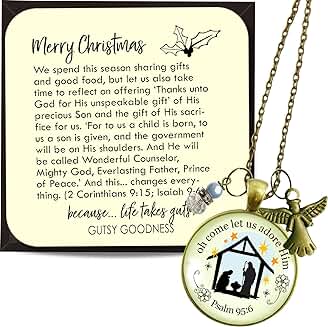 Merry Christmas
We spend this season sharing gifts
and good food, but let us also take
time to reflect on offering 'Thanks unto
God for His unspeakable gift' of His
precious Son and the gift of His sacri-
fice for us. 'For to us a child is born, to
us a son is given, and the government
will be on His shoulders. And He will
be called Wonderful Counselor,
Mighty God, Everlasting Father, Prince
of Peace.' And this... changes every-
thing. (2 Corinthians 9:15; Isaiah 9:
because... life takes guts
GUTSY GOODNESS
oh come let us adore Him
Psalm 95:6